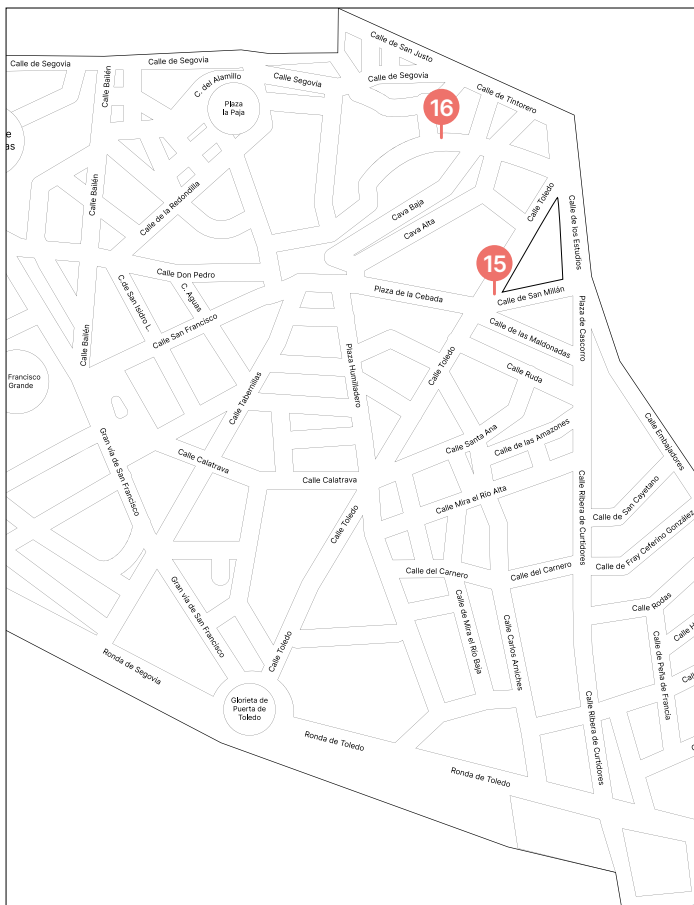 Calle de San Justo
Calle de Segovia
Calle de Segovia
Calle Bailén
C. del Alamillo
Calle Segovia
Calle de Segovia
Calle de Tintorero
Plaza
la Paja
16
e
as
Calle Bailén
Calle de la Redondilla
Cava Baja
Cava Alta
Calle Toledo
Calle de los Estudios
15
Calle Don Pedro
C.de San Isidro L.
C. Aguas
Plaza de la Cebada
Calle de San Millán
Calle Bailén
Calle San Francisco
Calle de las Maldonadas
Plaza de Cascorro
Plaza Humilladero
Calle Toledo
Calle Ruda
Francisco
Grande
Calle Tabernillas
Calle Embajadores
Gran vía de San Francisco
Calle Santa Ana
Calle de las Amazones
Calle Calatrava
Calle Calatrava
Calle Mira el Río Alta
Calle Ribera de Curtidores
Calle de San Cayetano
Calle Toledo
Calle de Fray Ceferino González
Calle del Carnero
Calle del Carnero
Gran vía de San Francisco
Calle de Mira el Río Baja
Calle Carlos Arniches
Calle Rodas
Calle H
Calle de Peña de Francia
Cal
Calle Toledo
Ronda de Segovia
Glorieta de
Puerta de
Toledo
Calle Ribera de Curtidores
Ronda de Toledo
Ronda de Toledo